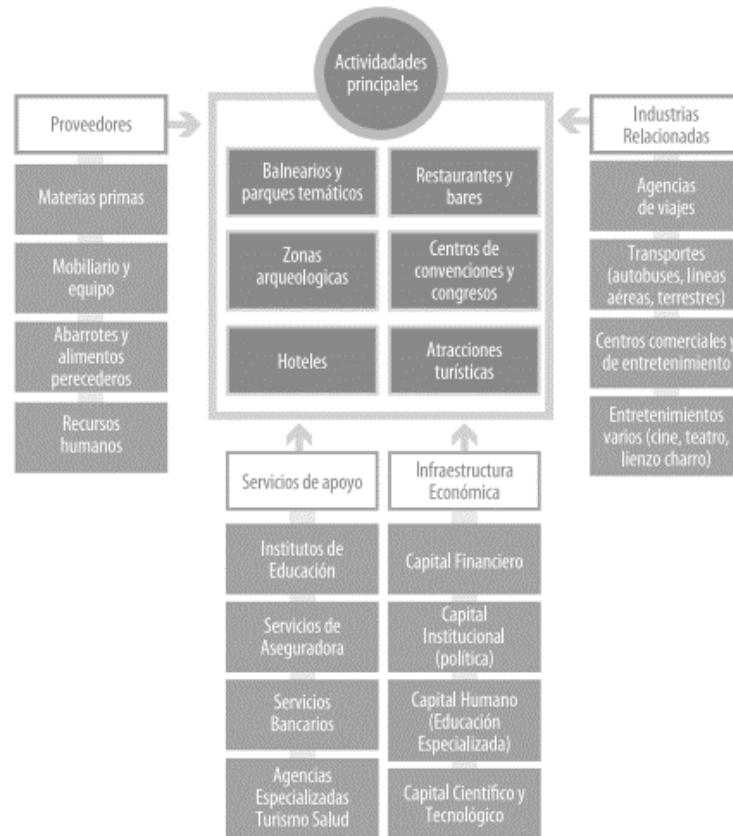 Actividadades
principales
Proveedores
Materias primas
Mobiliario y
equipo
Abarrotes y
alimentos
perecederos
Recursos
humanos
Balnearios y
parques temáticos
Restaurantes y
bares
Zonas
arqueologicas
Centros de
convenciones y
congresos
Hoteles
Atracciones
turísticas
Industrias
Relacionadas
Agencias
de viajes
Transportes
(autobuses, líneas
aéreas, terrestres)
Centros comerciales y
de entretenimiento
Entretenimientos
varios (cine, teatro,
lienzo charro)
Servicios de apoyo
Institutos de
Educación
Servicios de
Aseguradora
Servicios
Bancarios
Agencias
Especializadas
Turismo Salud
Infraestructura
Económica
Capital Financiero
Capital
Institucional
(política)
Capital Humano
(Educación
Especializada)
Capital Científico y
Tecnológico